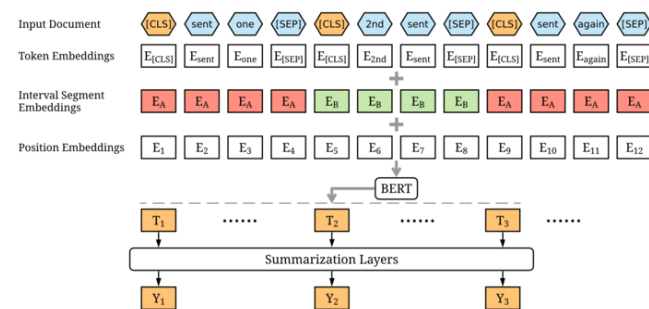 Input Document [CLS] sent one [SEP] [CLS] 2nd sent [SEP] [CLS] sent again [SEP]
Token Embeddings E[CLS] Esent Eone E[SEP] E[CLS] E2nd Esent E[SEP] E[CLS] Esent Eagain E[SEP]
+
Interval Segment
Embeddings EA EA EA EA EB EB EB EB EA EA EA EA
+
Position Embeddings E1 E2 E3 E4 E5 E6 E7 E8 E9 E10 E11 E12
BERT
T1 ...... T2 ...... T3 ......
Summarization Layers
Y1 Y2 Y3